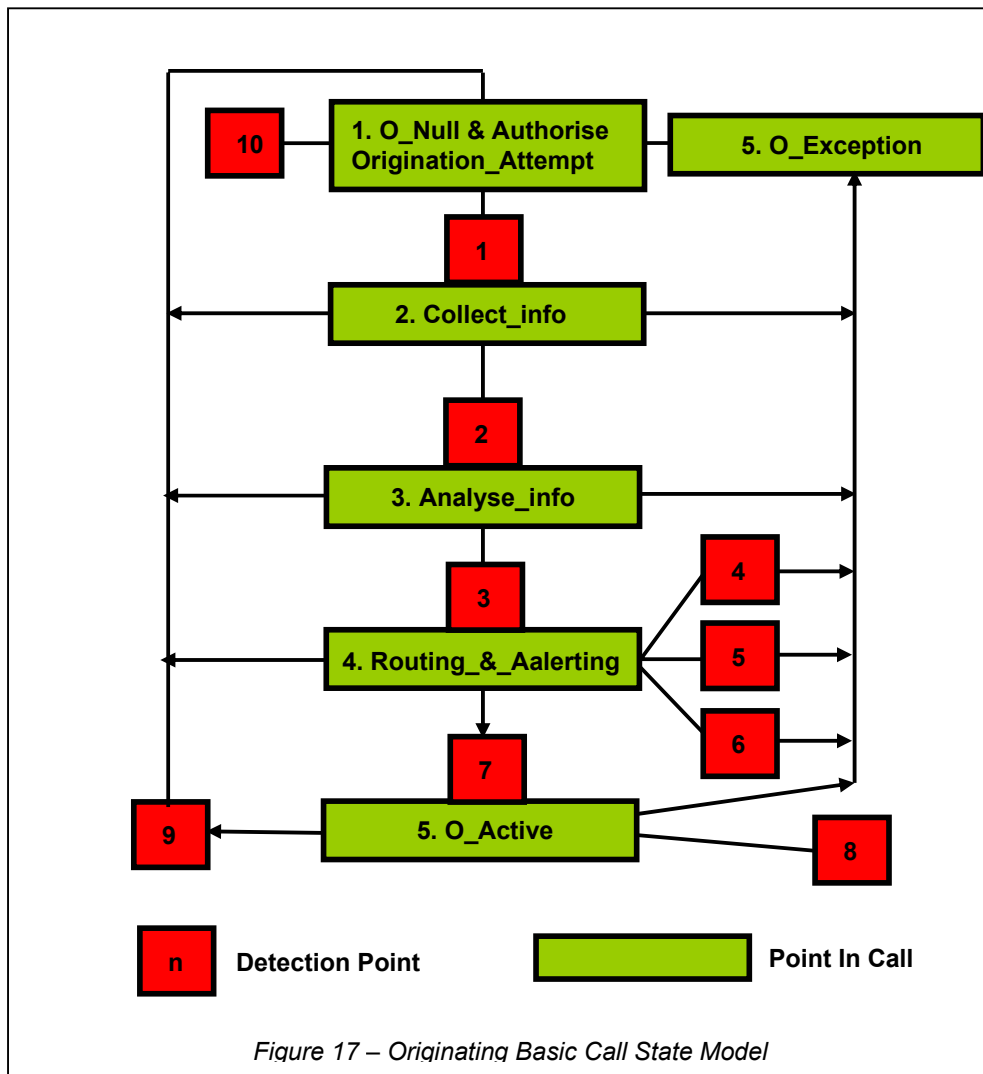 1. O_Null & Authorise
Origination_Attempt
10
5. O_Exception
1
2. Collect_info
2
3. Analyse_info
3
4
4. Routing_&_Aalerting
5
6
7
5. O_Active
9
8
n
Detection Point
Point In Call
Figure 17 – Originating Basic Call State Model